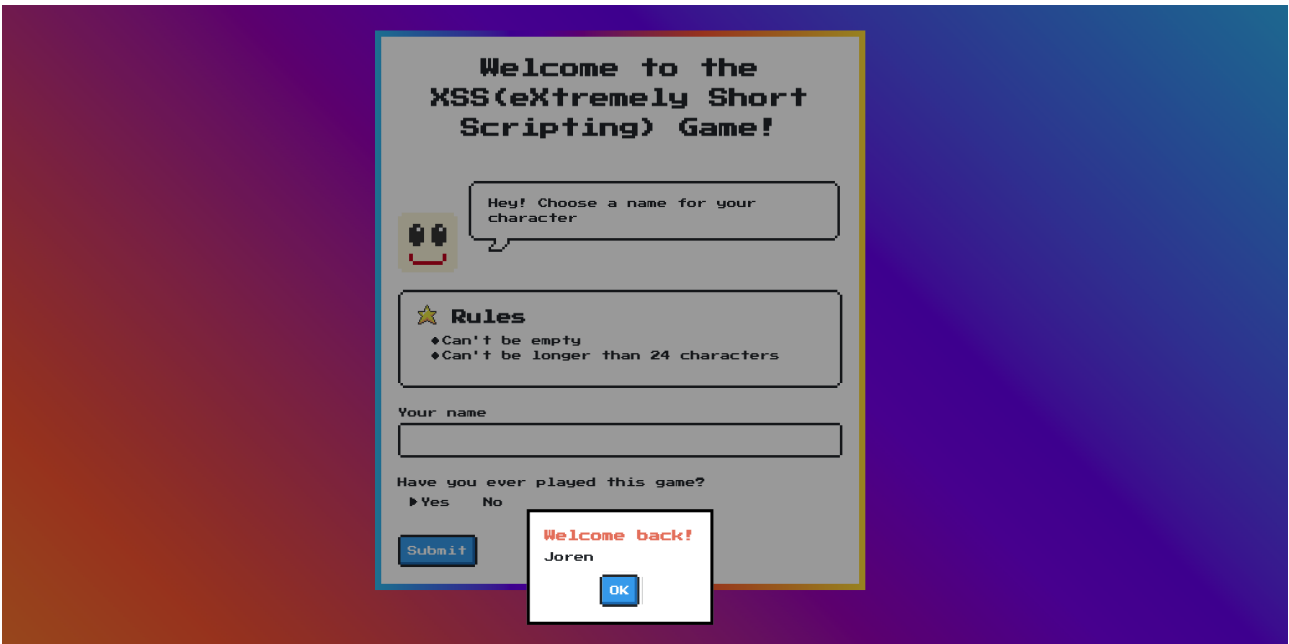 Welcome to the
XSS(eXtremely Short
Scripting) Game!
Hey! Choose a name for your
character
Rules
◆Can't be empty
◆Can't be longer than 24 characters
Your name
Have you ever played this game?
Yes No
Submit
Welcome back!
Joren
OK